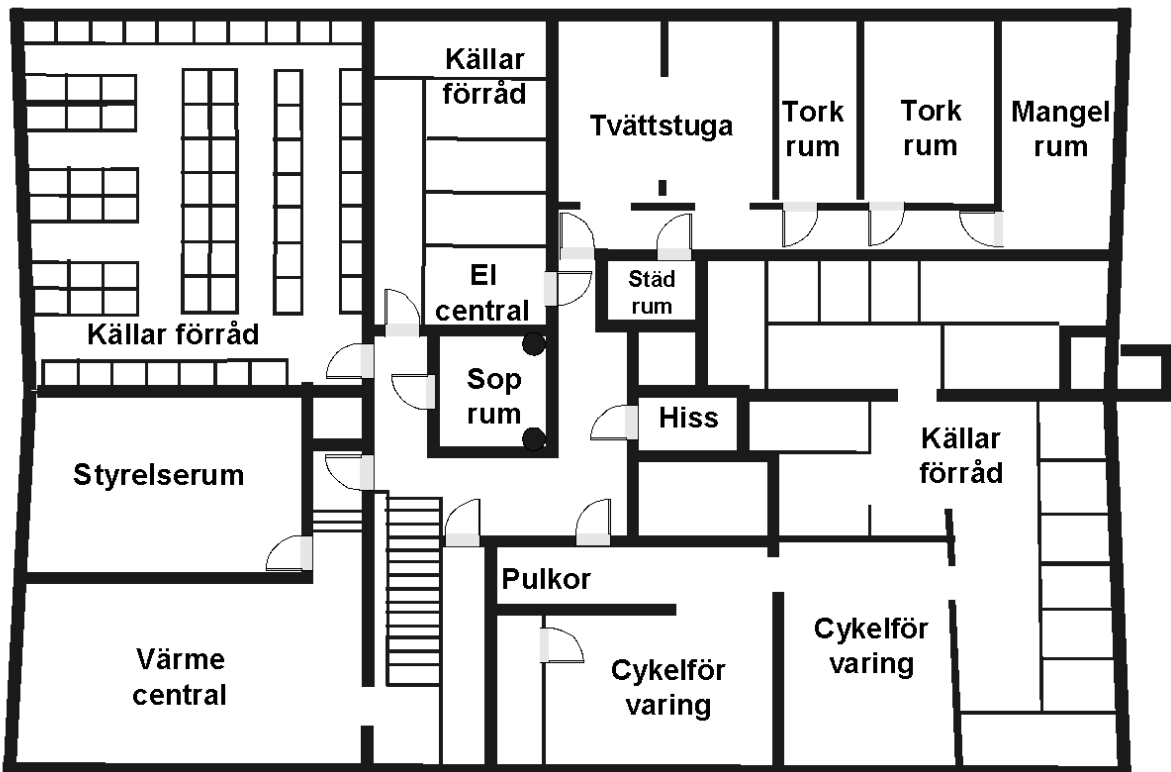 Källar
förråd
Tvättstuga
Tork
rum
Tork
rum
Mangel
rum
El
central
Städ
rum
Källar förråd
Sop
rum
Hiss
Källar
förråd
Styrelserum
Pulkor
Värme
central
Cykelför
varing
Cykelför
varing